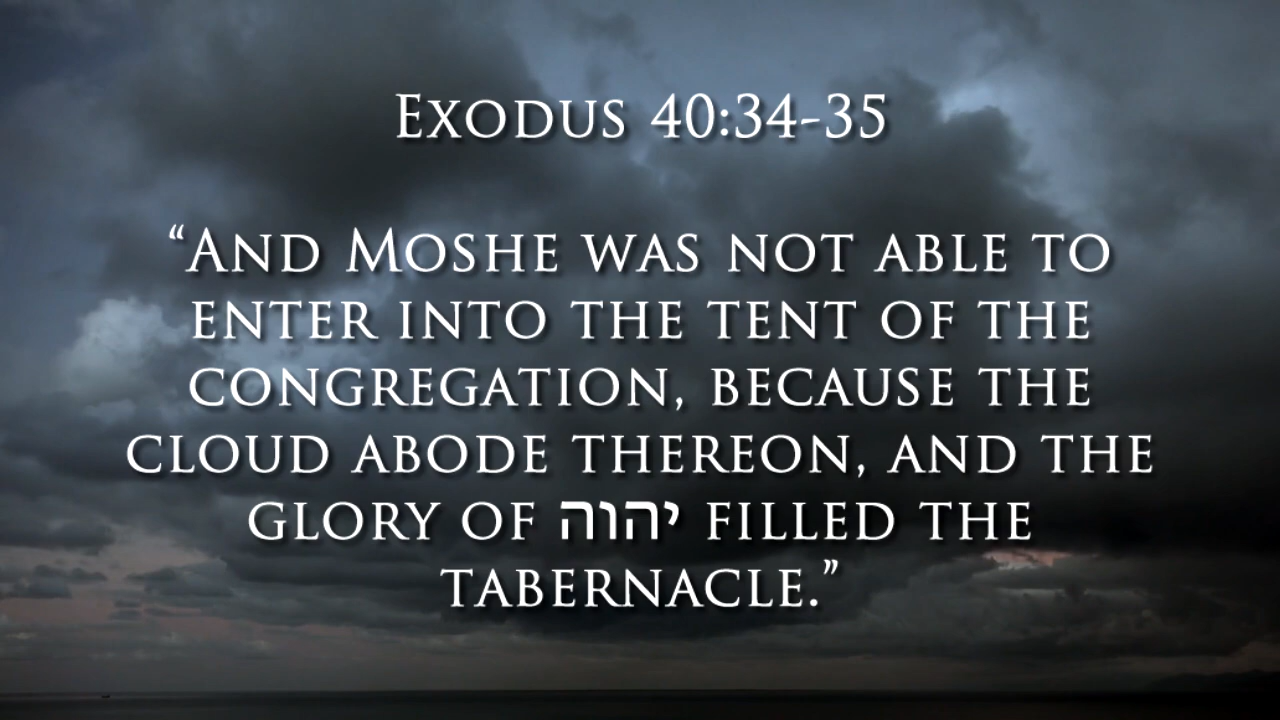 Exodus 40:34-35
“And Moshe was not able to
enter into the tent of the
congregation, because the
cloud abode thereon, and the
glory of יהוה filled the
tabernacle.”